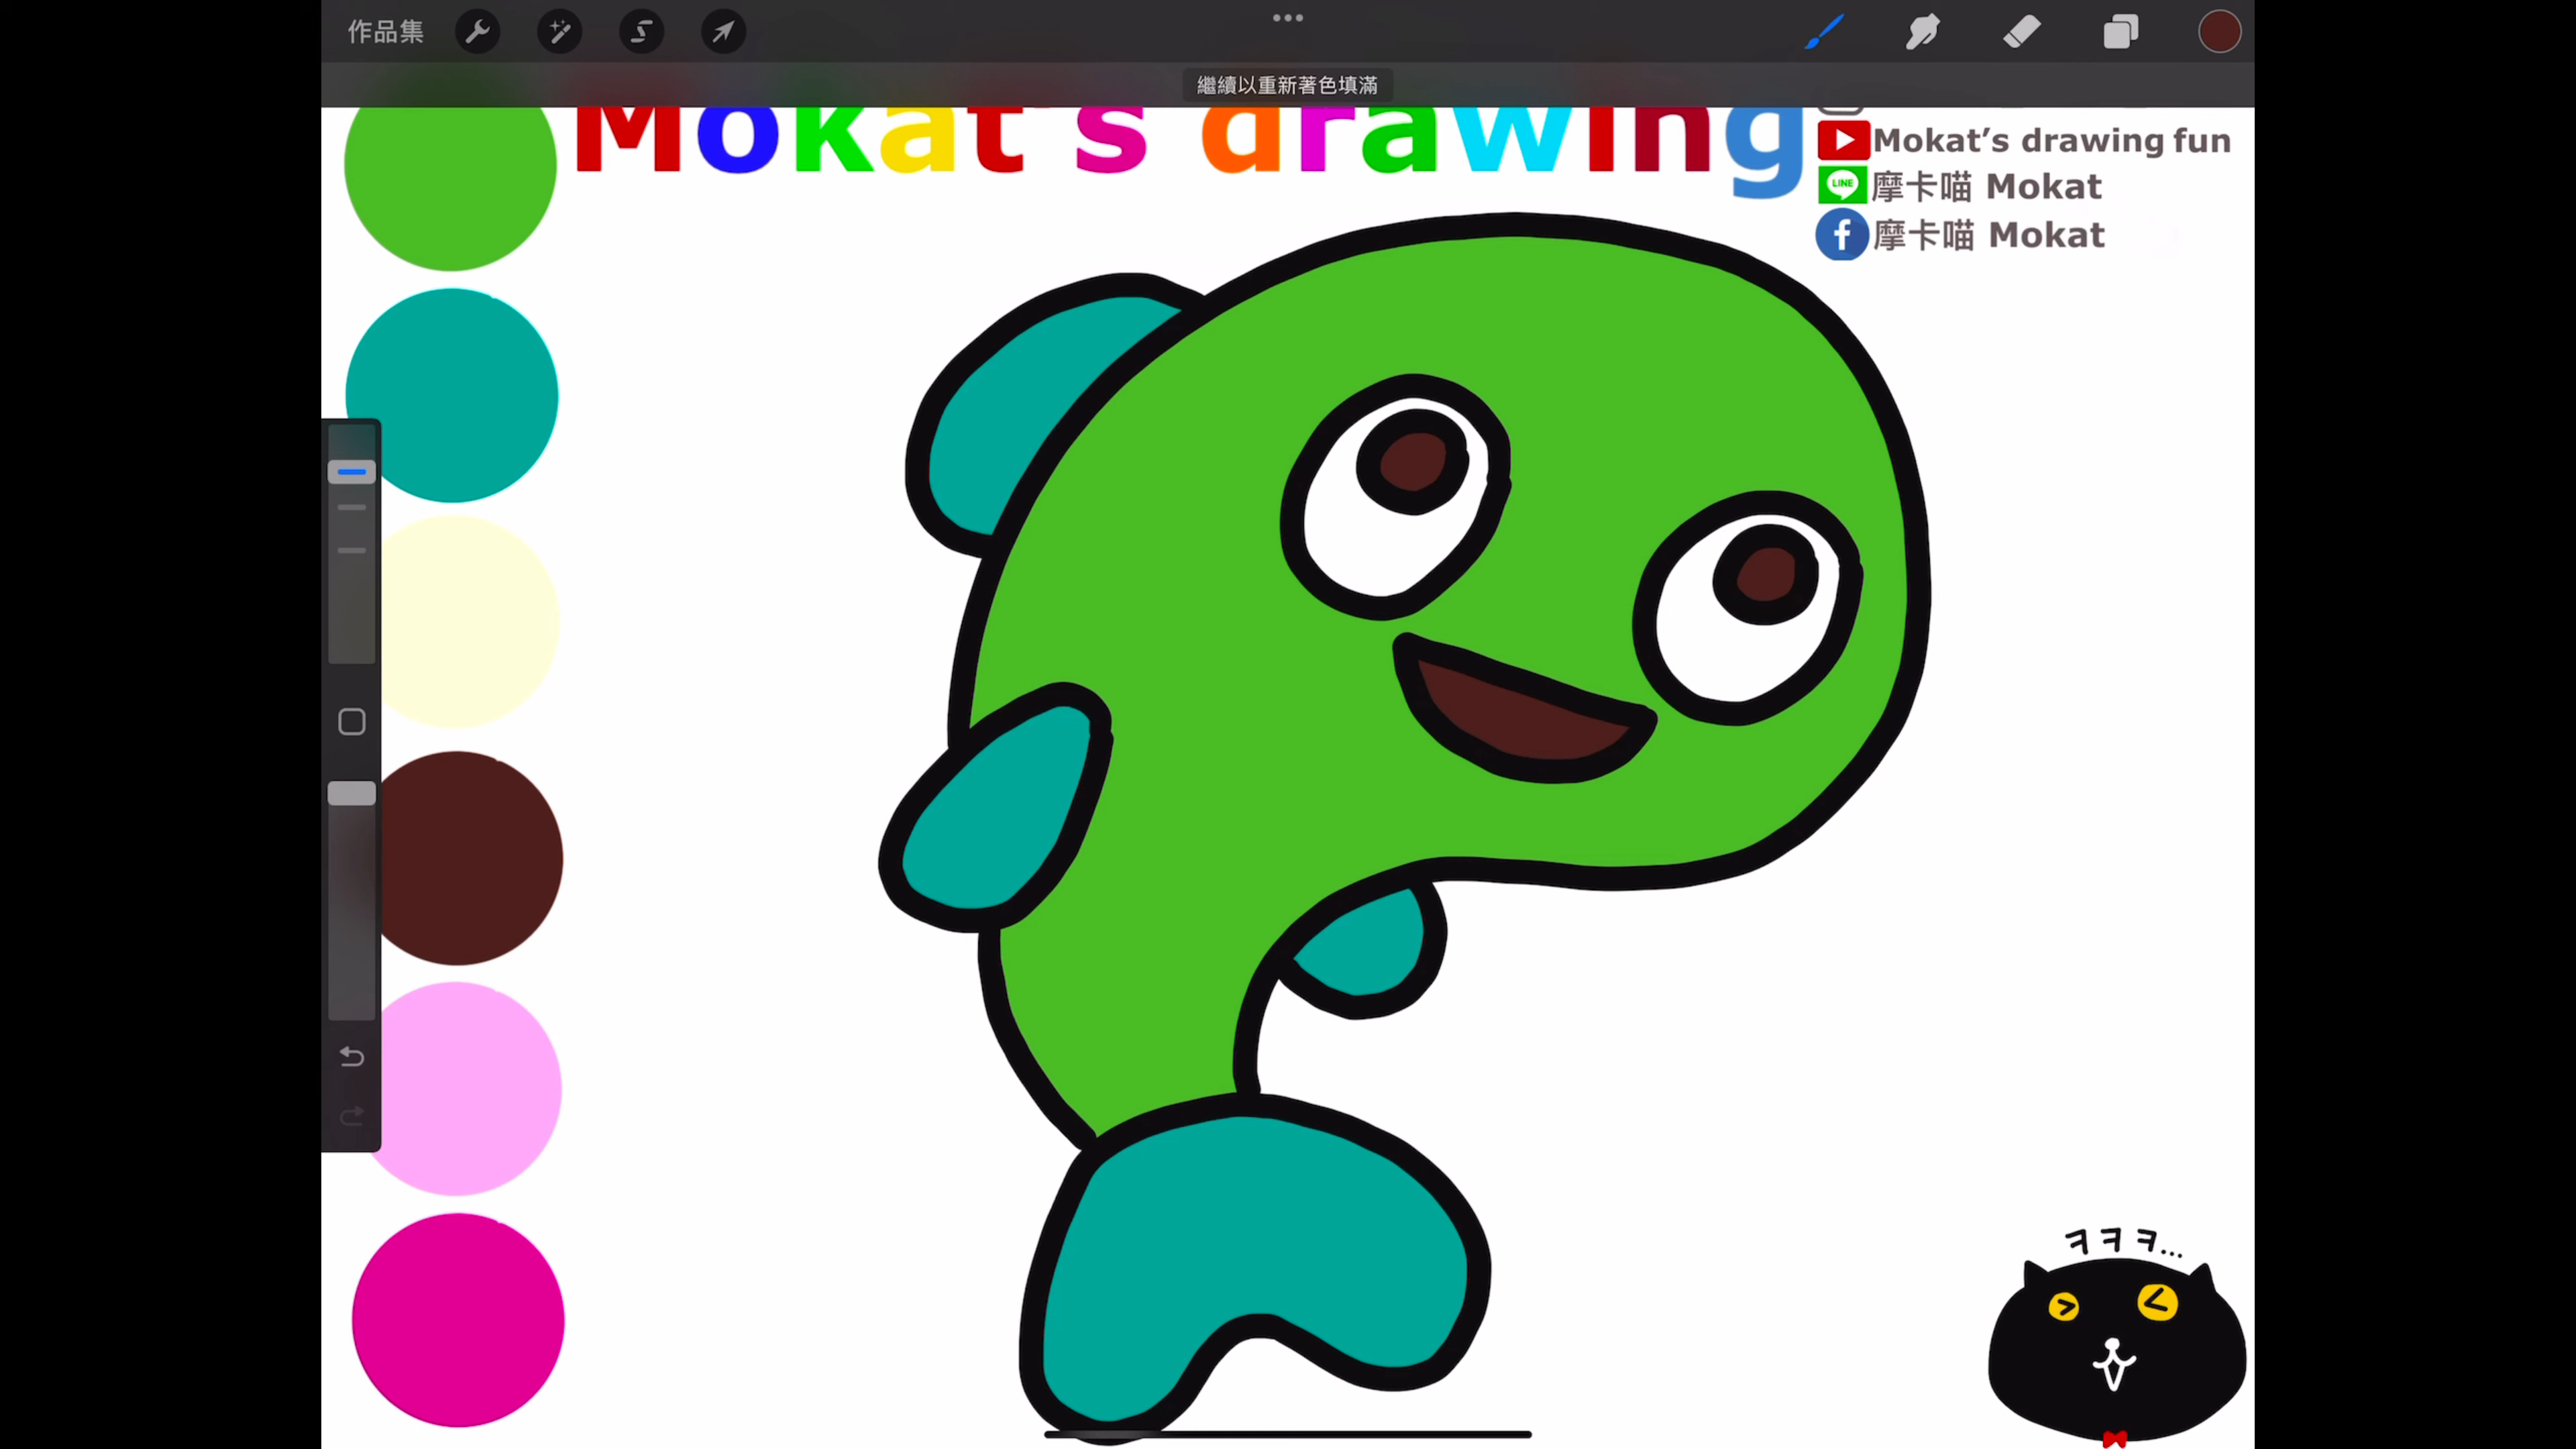 作品集
繼續以重新著色填滿
Mokat's drawing
Mokat’s drawing fun
LINE
摩卡喵 Mokat
摩卡喵 Mokat
ㅋㅋㅋ...